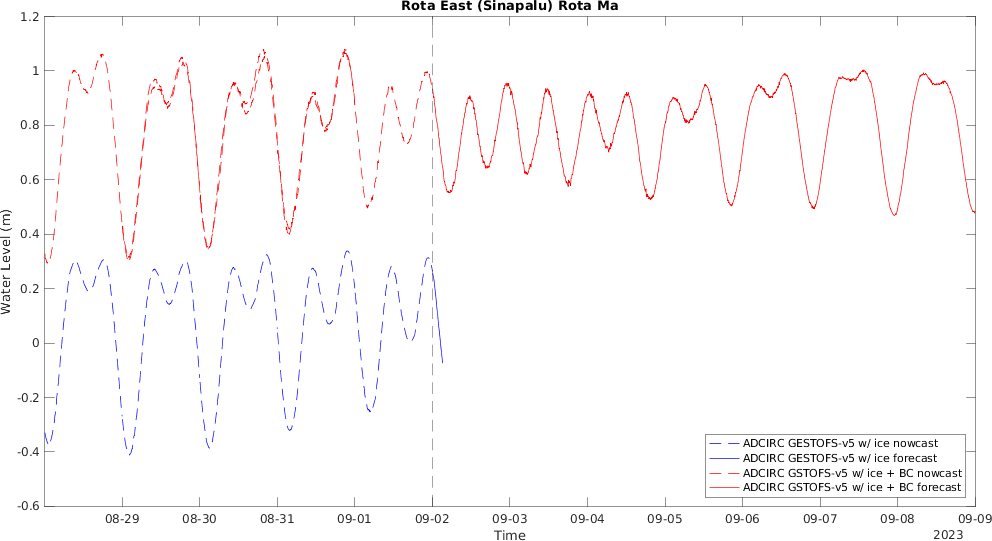 Rota East (Sinapalu) Rota Ma
1.2
1
0.8
0.6
0.4
0.2
0
-0.2
-0.4
-0.6
Water Level (m)
ADCIRC GESTOFS-v5 w/ ice nowcast
ADCIRC GESTOFS-v5 w/ ice forecast
ADCIRC GSTOFS-v5 w/ ice + BC nowcast
ADCIRC GSTOFS-v5 w/ ice + BC forecast
08-29 08-30 08-31 09-01 09-02 09-03 09-04 09-05 09-06 09-07 09-08 09-09
Time
2023